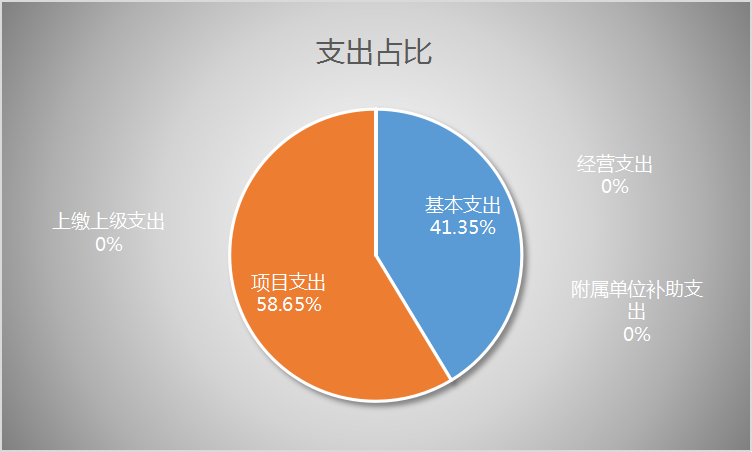 支出占比
经营支出
0%
基本支出
41.35%
上缴上级支出
0%
项目支出
58.65%
附属单位补助支
出
0%